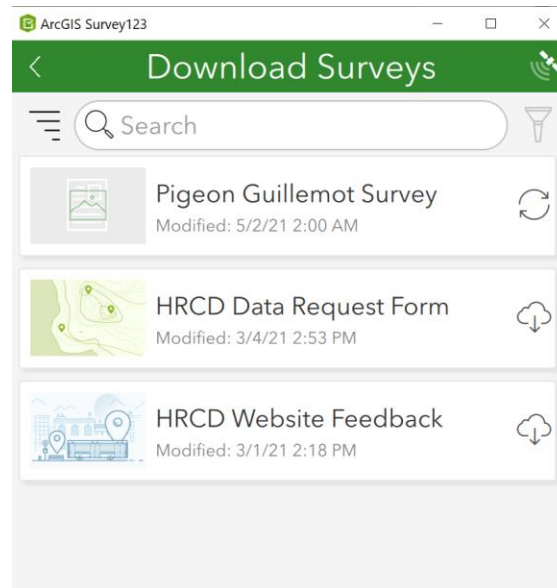 ArcGIS Survey123
Download Surveys
Search
Pigeon Guillemot Survey
Modified: 5/2/21 2:00 AM
HRCD Data Request Form
Modified: 3/4/21 2:53 PM
HRCD Website Feedback
Modified: 3/1/21 2:18 PM